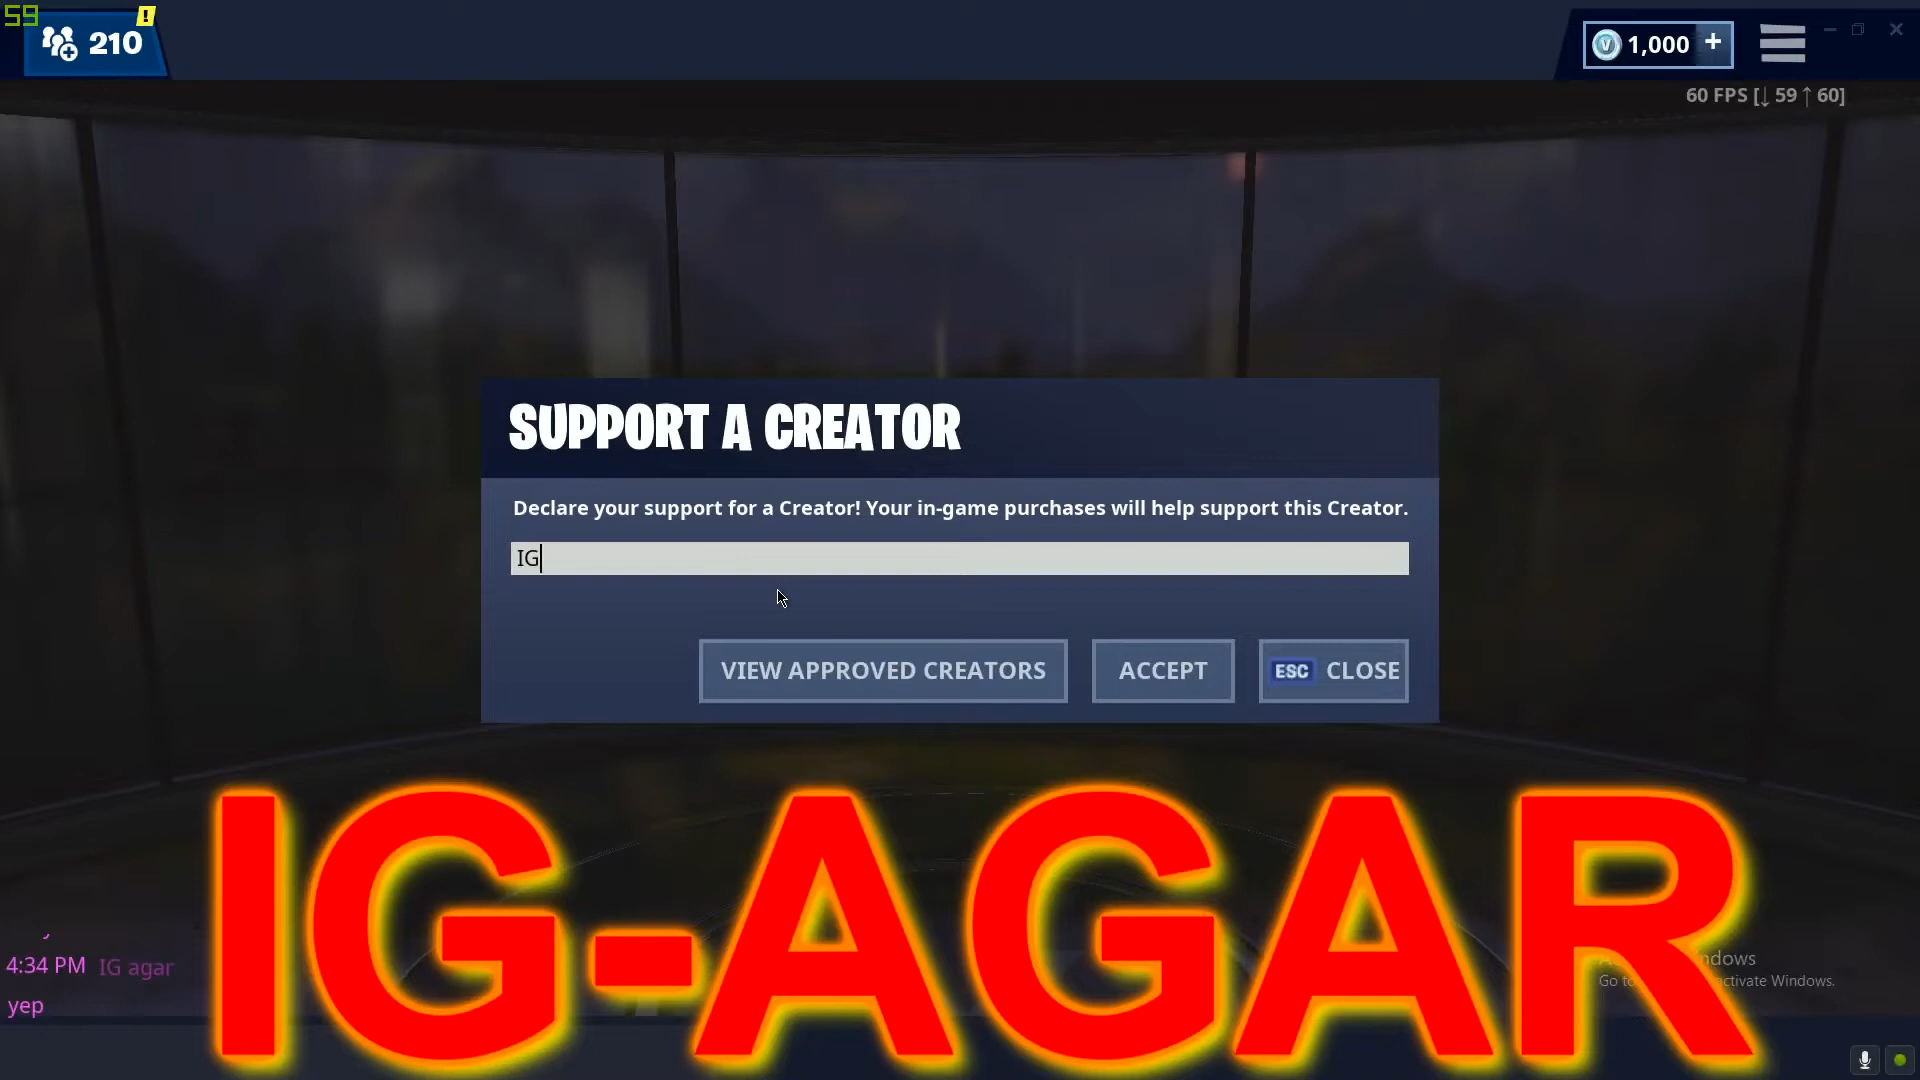 59
!
210
1,000 +
60 FPS [↓ 59 ↑ 60]
SUPPORT A CREATOR
Declare your support for a Creator! Your in-game purchases will help support this Creator.
IG
VIEW APPROVED CREATORS
ACCEPT
ESC CLOSE
IG-AGAR
4:34 PM IG agar
yep
Go to
ctivate Windows.